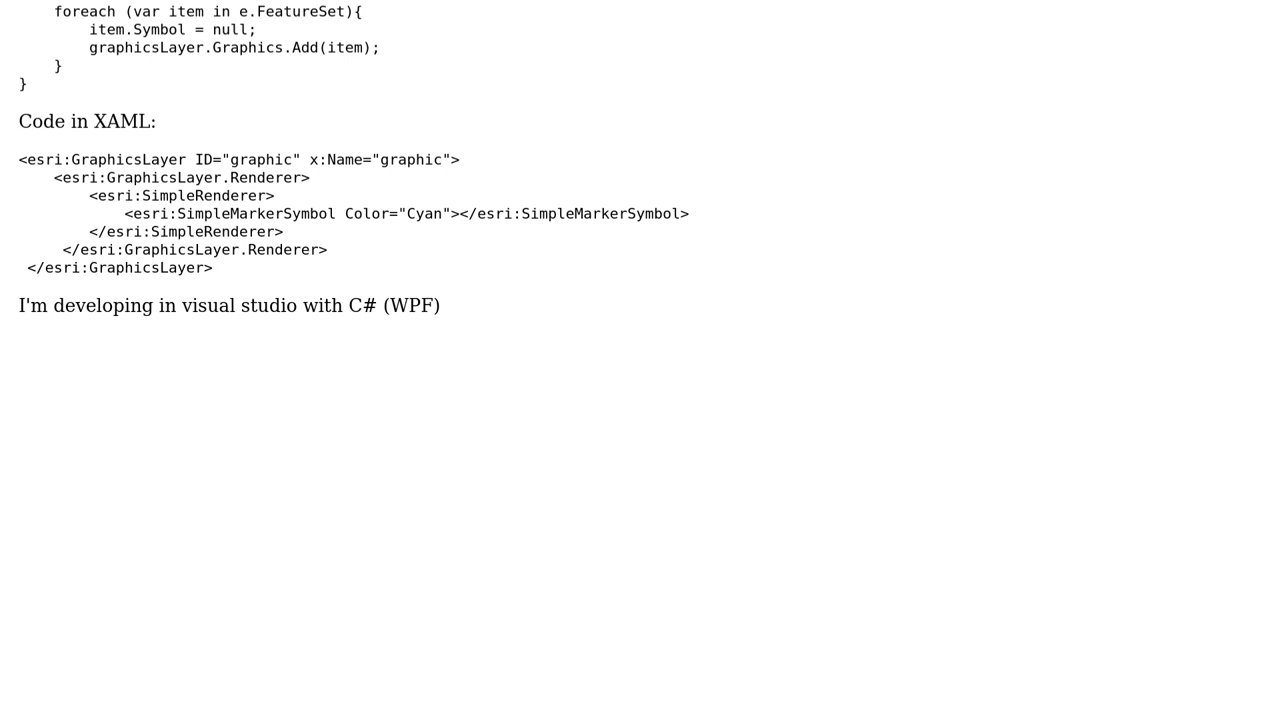 foreach (var item in e.FeatureSet){
        item.Symbol = null;
        graphicsLayer.Graphics.Add(item);
    }
}
Code in XAML:
<esri:GraphicsLayer ID="graphic" x:Name="graphic">
    <esri:GraphicsLayer.Renderer>
        <esri:SimpleRenderer>
            <esri:SimpleMarkerSymbol Color="Cyan"></esri:SimpleMarkerSymbol>
        </esri:SimpleRenderer>
     </esri:GraphicsLayer.Renderer>
 </esri:GraphicsLayer>
I'm developing in visual studio with C# (WPF)